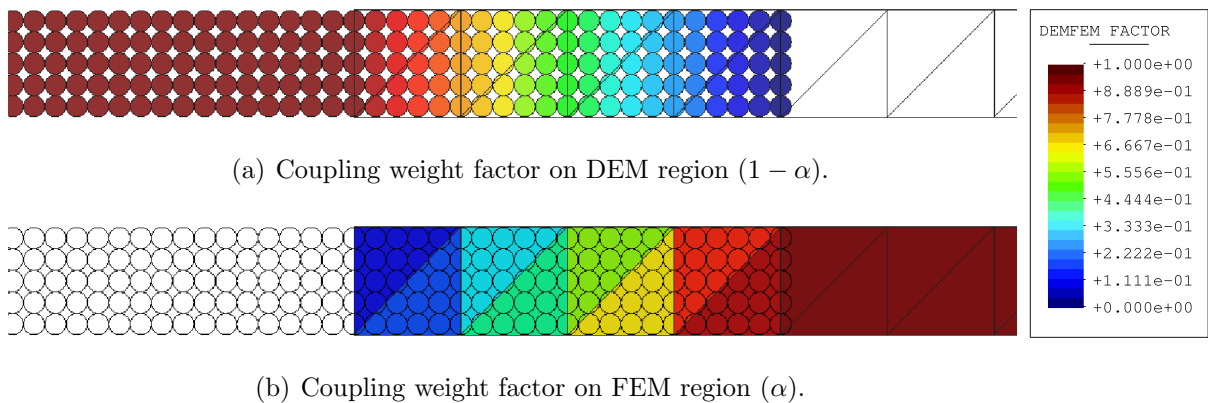 DEMFEM FACTOR
+1.000e+00
+8.889e-01
+7.778e-01
+6.667e-01
+5.556e-01
+4.444e-01
+3.333e-01
+2.222e-01
+1.111e-01
+0.000e+00
(a) Coupling weight factor on DEM region (1 − α).
(b) Coupling weight factor on FEM region (α).